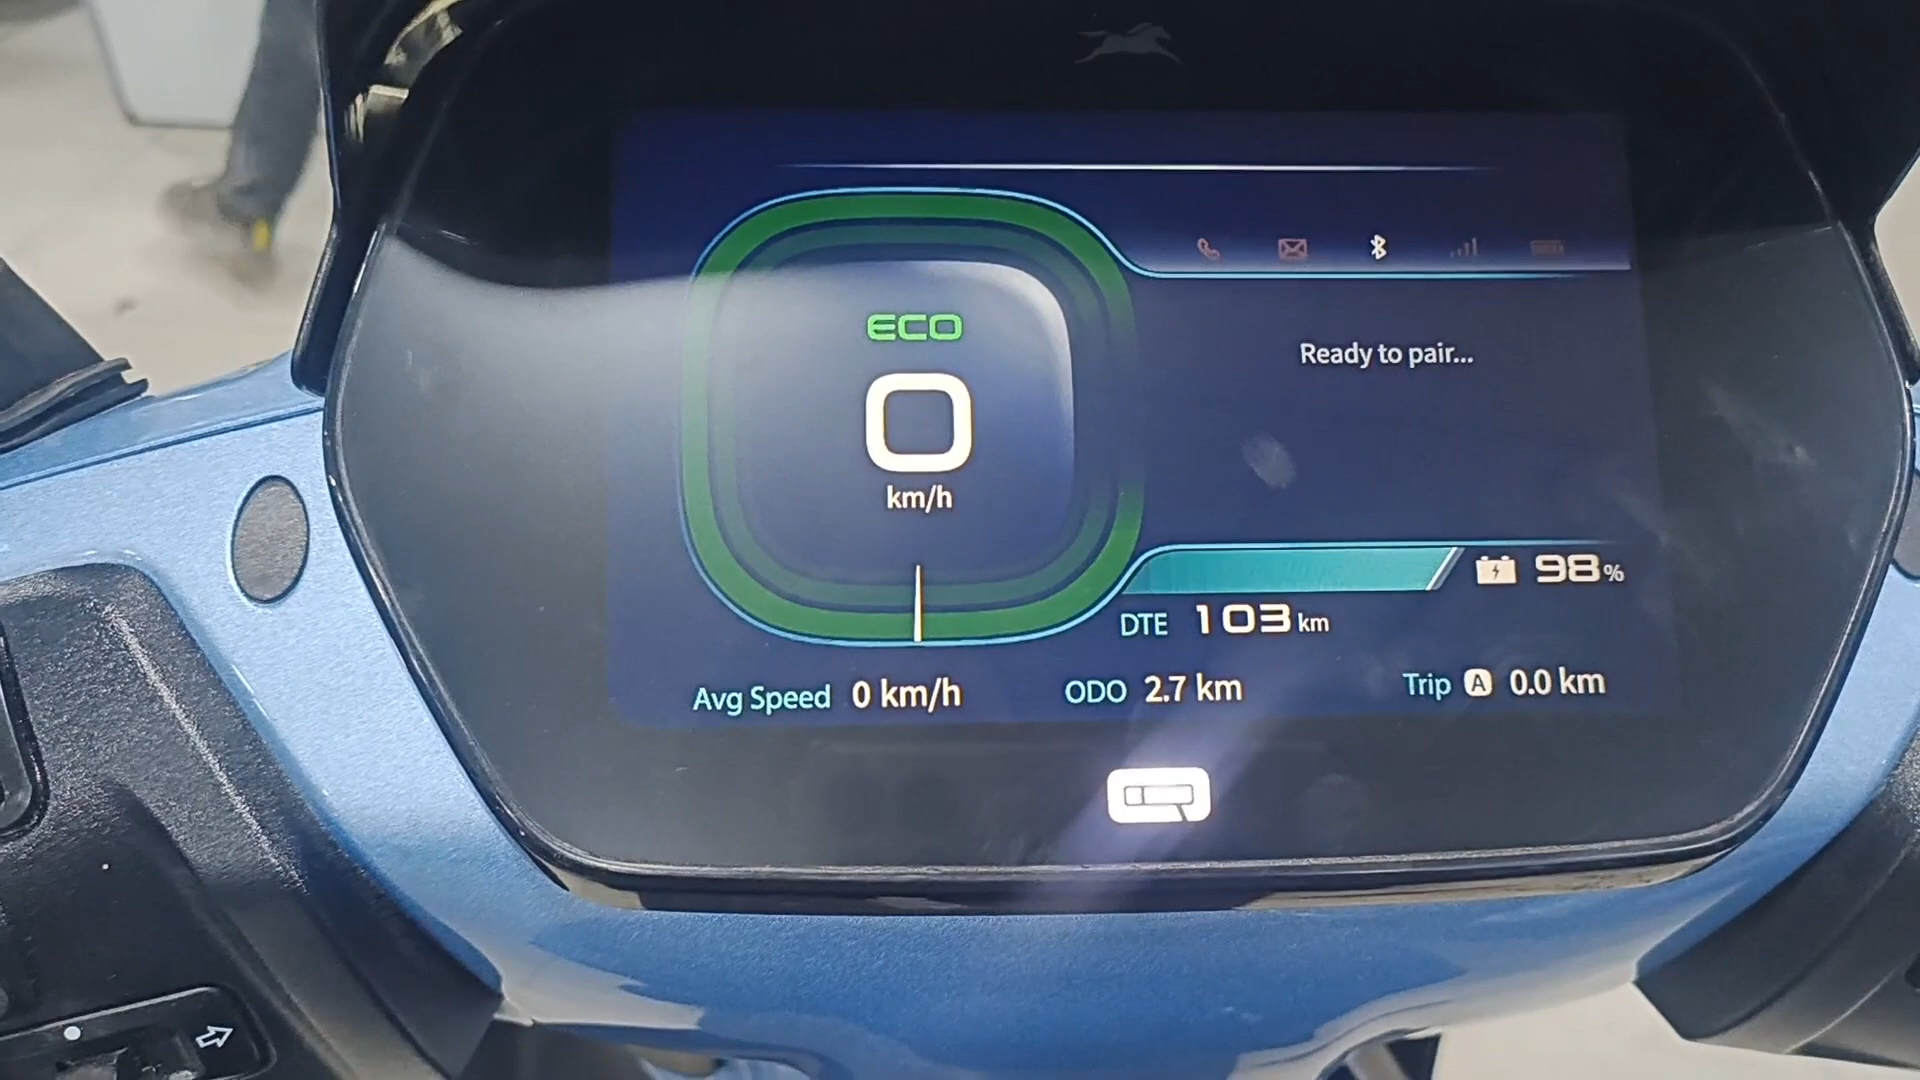 ECO
0
km/h
Ready to pair...
98%
DTE 103 km
Avg Speed 0 km/h ODO 2.7 km Trip A 0.0 km